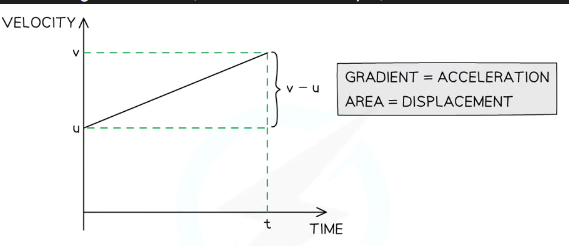 VELOCITY
v
v – u
u
GRADIENT = ACCELERATION
AREA = DISPLACEMENT
t
TIME